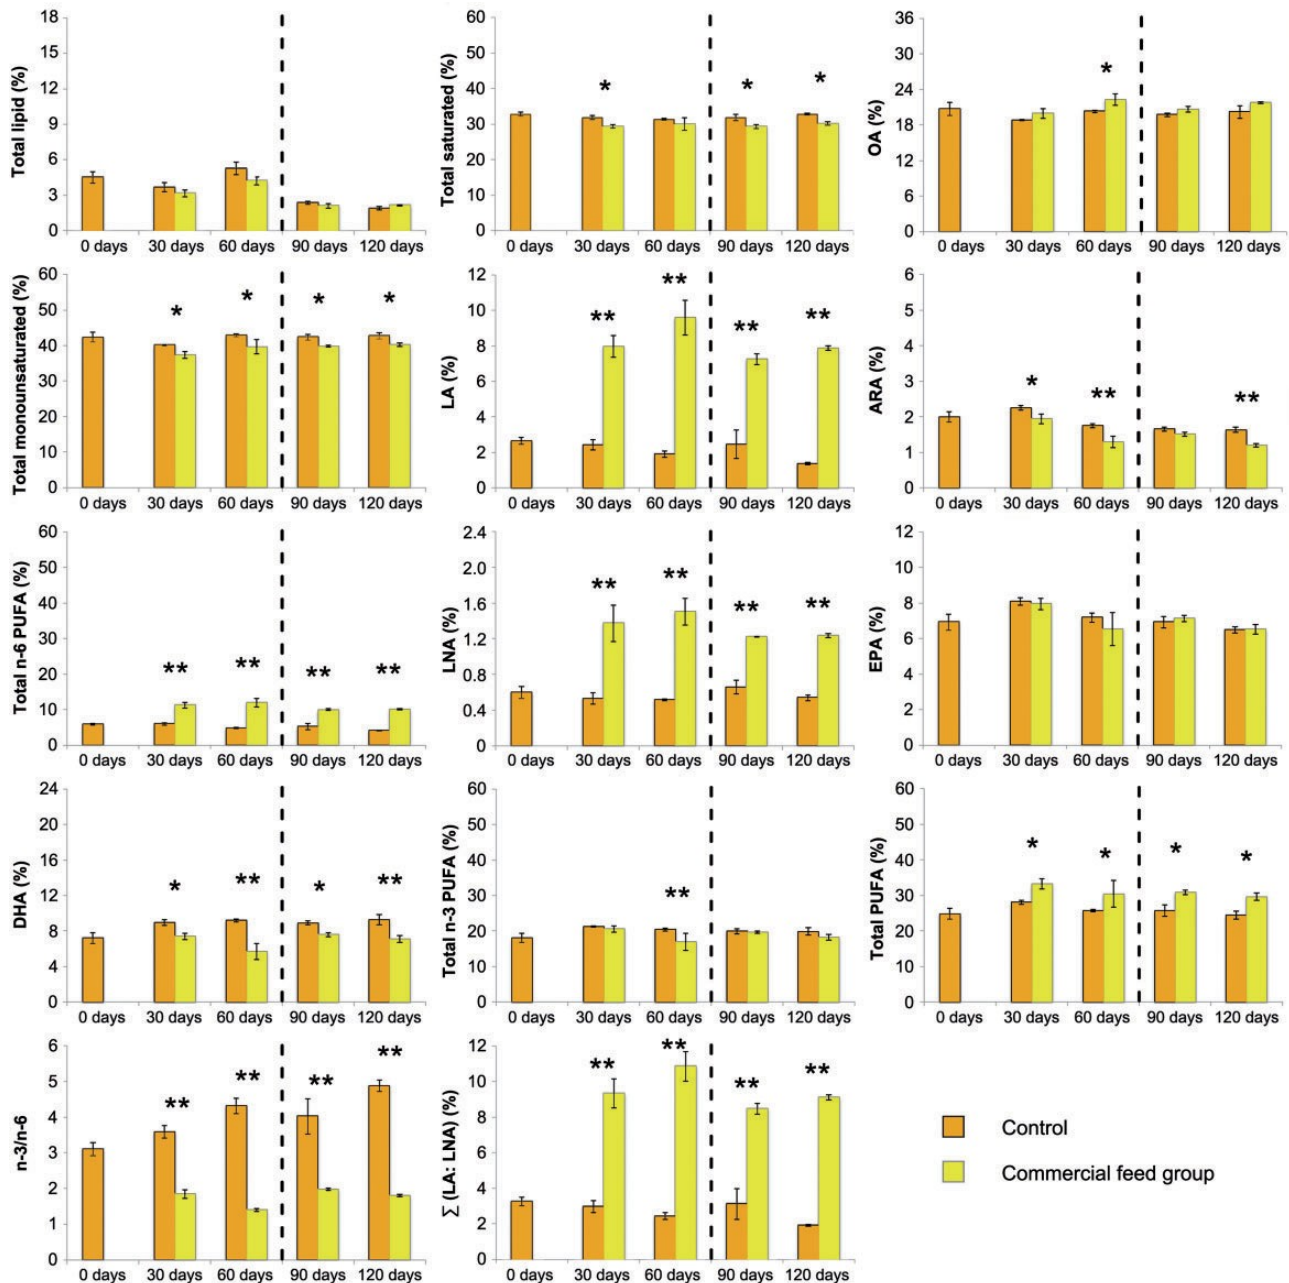 Total lipid (%)
18
15
12
9
6
3
0
0 days 30 days 60 days 90 days 120 days
Total saturated (%)
60
50
40
30
20
10
0
* * *
0 days 30 days 60 days 90 days 120 days
OA (%)
36
30
24
18
12
6
0
*
0 days 30 days 60 days 90 days 120 days
Total monounsaturated (%)
60
50
40
30
20
10
0
* * * *
0 days 30 days 60 days 90 days 120 days
LA (%)
12
10
8
6
4
2
0
** ** ** **
0 days 30 days 60 days 90 days 120 days
ARA (%)
6
5
4
3
2
1
0
* ** **
0 days 30 days 60 days 90 days 120 days
Total n-6 PUFA (%)
60
50
40
30
20
10
0
** ** ** **
0 days 30 days 60 days 90 days 120 days
LNA (%)
2.4
2
1.6
1.2
0.8
0.4
0
** ** ** **
0 days 30 days 60 days 90 days 120 days
EPA (%)
12
10
8
6
4
2
0
0 days 30 days 60 days 90 days 120 days
DHA (%)
24
20
16
12
8
4
0
* ** * **
0 days 30 days 60 days 90 days 120 days
Total n-3 PUFA (%)
60
50
40
30
20
10
0
**
0 days 30 days 60 days 90 days 120 days
Total PUFA (%)
60
50
40
30
20
10
0
* * * *
0 days 30 days 60 days 90 days 120 days
n-3/n-6
6
5
4
3
2
1
0
** ** ** **
0 days 30 days 60 days 90 days 120 days
∑ (LA: LNA) (%)
12
10
8
6
4
2
0
** ** ** **
0 days 30 days 60 days 90 days 120 days
Control
Commercial feed group